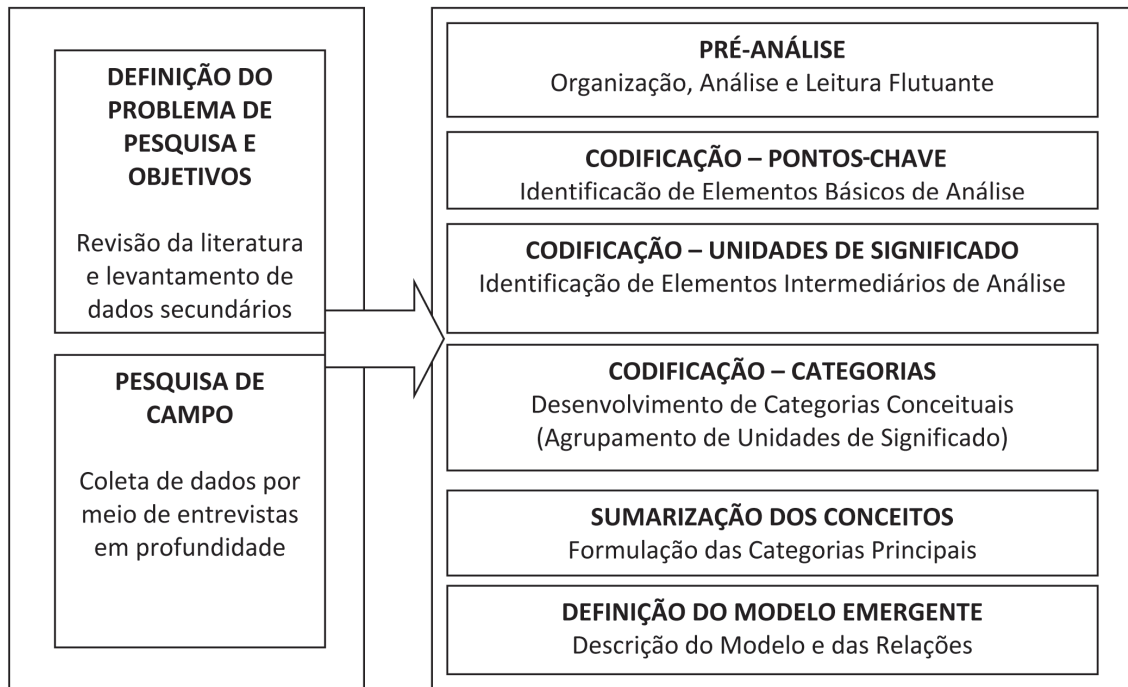 DEFINIÇÃO DO
PROBLEMA DE
PESQUISA E
OBJETIVOS
Revisão da literatura
e levantamento de
dados secundários
PESQUISA DE
CAMPO
Coleta de dados por
meio de entrevistas
em profundidade
PRÉ-ANÁLISE
Organização, Análise e Leitura Flutuante
CODIFICAÇÃO – PONTOS-CHAVE
Identificação de Elementos Básicos de Análise
CODIFICAÇÃO – UNIDADES DE SIGNIFICADO
Identificação de Elementos Intermediários de Análise
CODIFICAÇÃO – CATEGORIAS
Desenvolvimento de Categorias Conceituais
(Agrupamento de Unidades de Significado)
SUMARIZAÇÃO DOS CONCEITOS
Formulação das Categorias Principais
DEFINIÇÃO DO MODELO EMERGENTE
Descrição do Modelo e das Relações